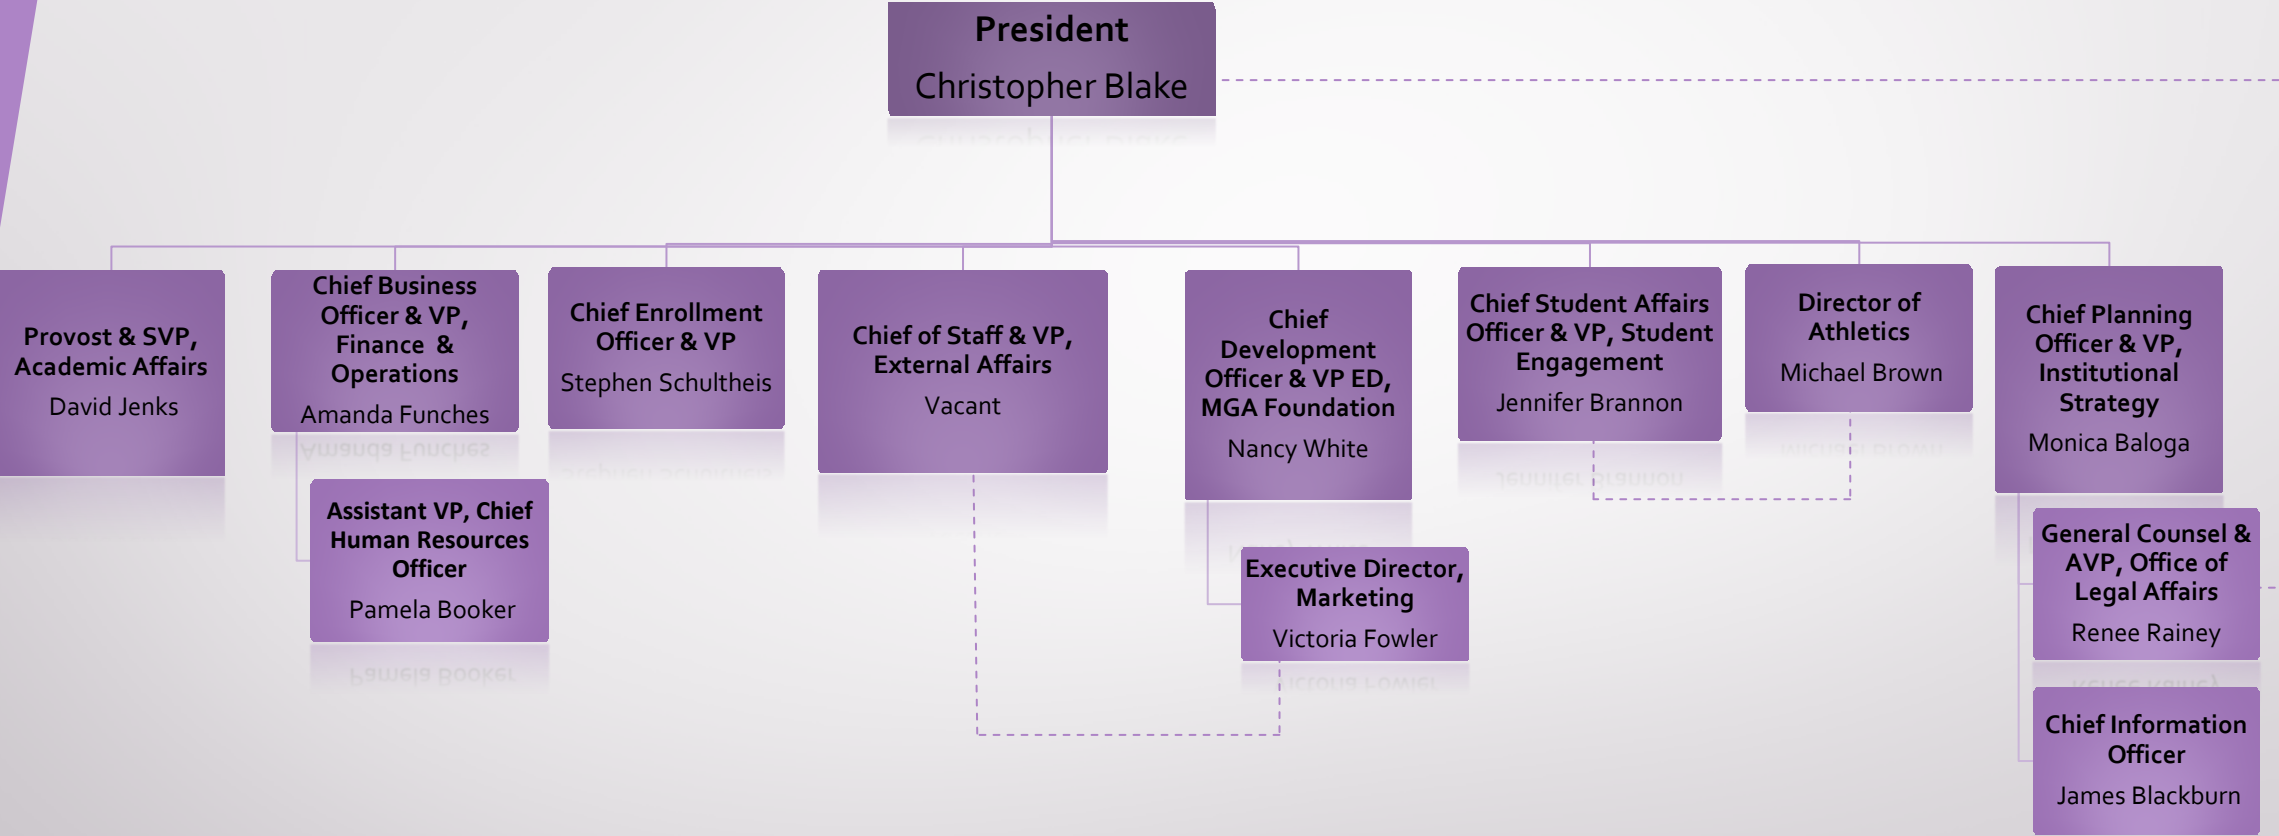 President
Christopher Blake
Provost & SVP,
Academic Affairs
David Jenks
Chief Business
Officer & VP,
Finance & 
Operations
Amanda Funches
Assistant VP, Chief
Human Resources
Officer
Pamela Booker
Chief Enrollment
Officer & VP
Stephen Schultheis
Chief of Staff & VP,
External Affairs
Vacant
Chief
Development
Officer & VP ED,
MGA Foundation
Nancy White
Executive Director,
Marketing
Victoria Fowler
Chief Student Affairs
Officer & VP, Student
Engagement
Jennifer Brannon
Director of
Athletics
Michael Brown
Chief Planning
Officer & VP,
Institutional
Strategy
Monica Baloga
General Counsel &
AVP, Office of
Legal Affairs
Renee Rainey
Chief Information
Officer
James Blackburn